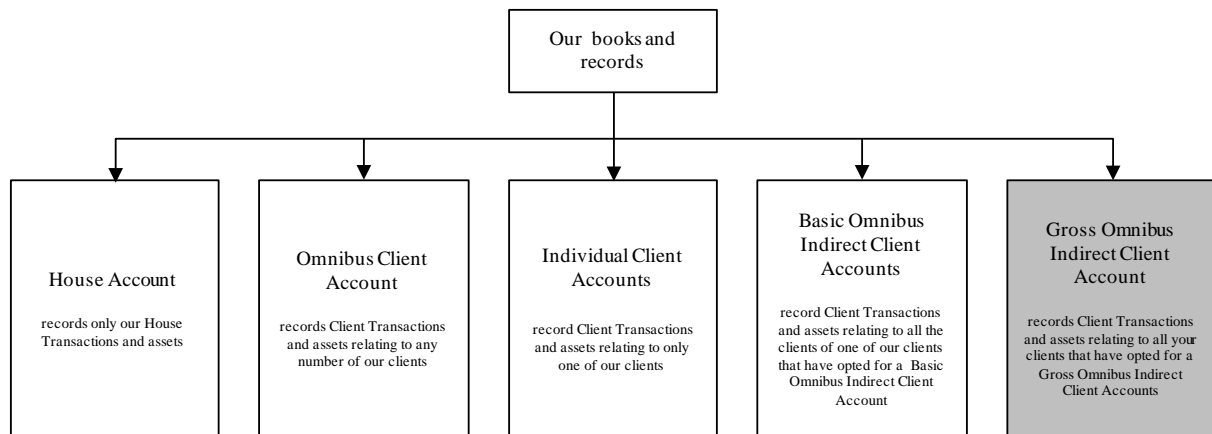 Our books and
records
House Account
records only our House
Transactions and assets
Omnibus Client
Account
records Client Transactions
and assets relating to any
number of our clients
Individual Client
Accounts
record Client Transactions
and assets relating to only
one of our clients
Basic Omnibus
Indirect Client
Accounts
record Client Transactions
and assets relating to all the
clients of one of our clients
that have opted for a Basic
Omnibus Indirect Client
Account
Gross Omnibus
Indirect Client
Account
records Client Transactions
and assets relating to all your
clients that have opted for a
Gross Omnibus Indirect
Client Accounts